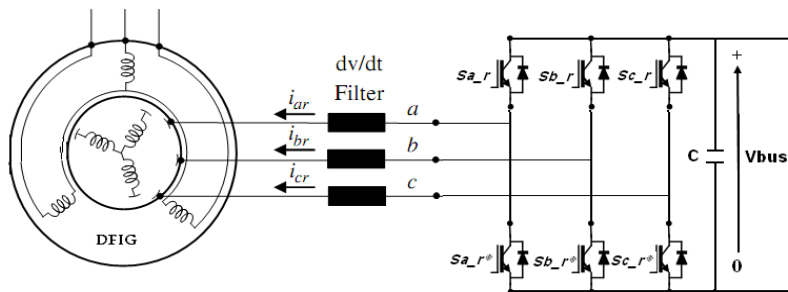 dv/dt
Filter
i_ar
a
i_br
b
i_cr
c
DFIG
Sa_r
Sb_r
Sc_r
C
+
Vbus
0
Sa_r*
Sb_r*
Sc_r*